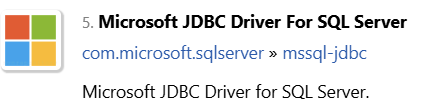 5. Microsoft JDBC Driver For SQL Server
com.microsoft.sqlserver » mssql-jdbc
Microsoft JDBC Driver for SQL Server.